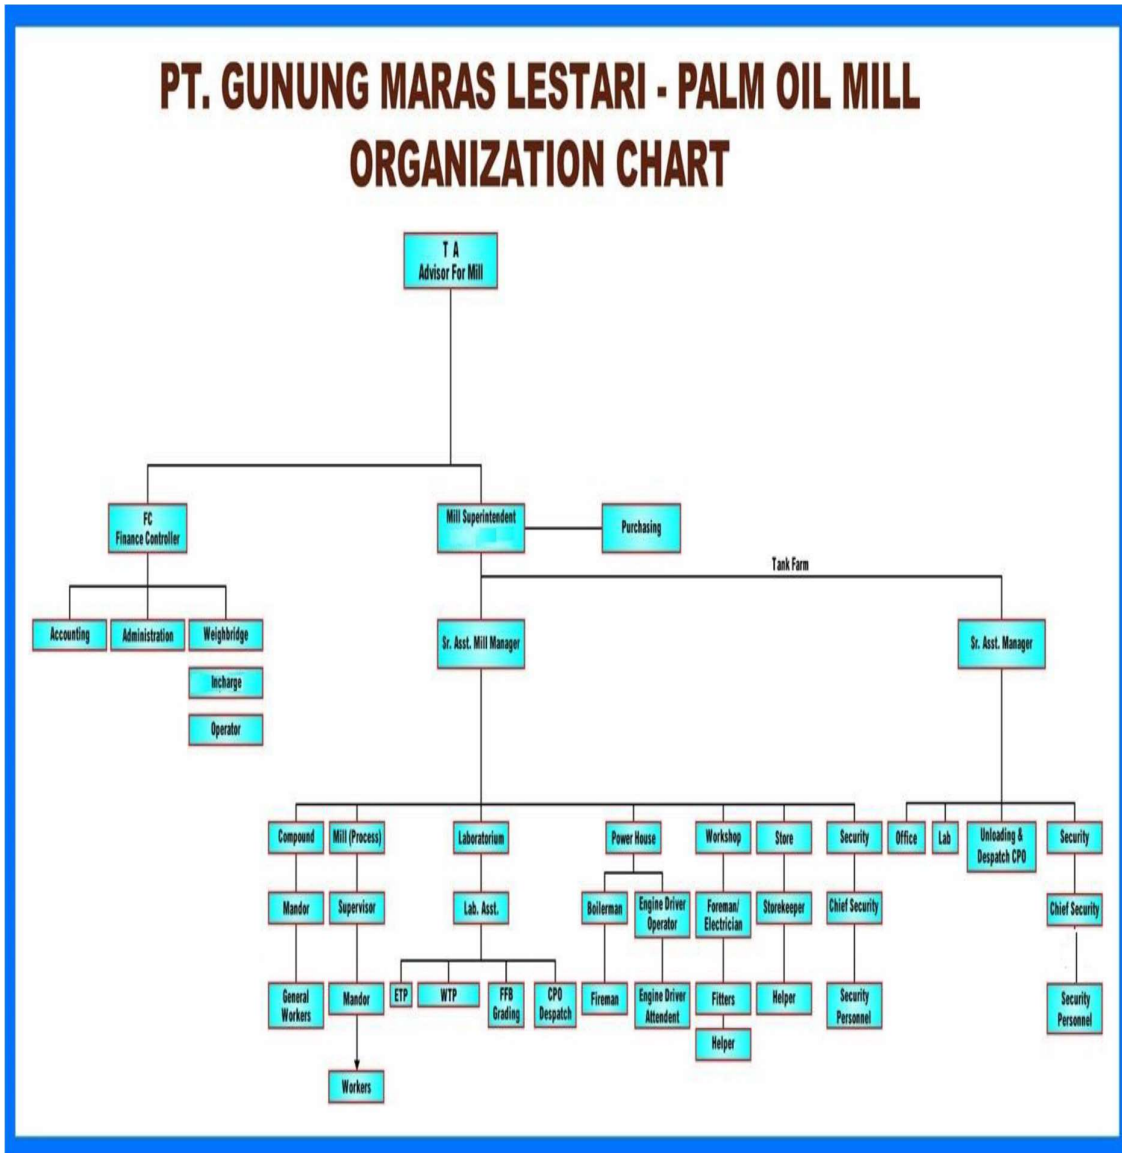 PT. GUNUNG MARAS LESTARI - PALM OIL MILL
ORGANIZATION CHART
T A
Advisor For Mill
FC
Finance Controller
Mill Superintendent
Purchasing
Tank Farm
Accounting
Administration
Weighbridge
Incharge
Operator
Sr. Asst. Mill Manager
Sr. Asst. Manager
Compound
Mill (Process)
Laboratorium
Power House
Workshop
Store
Security
Office
Lab
Unloading &
Despatch CPO
Security
Mandor
Supervisor
Lab. Asst.
Boilerman
Engine Driver
Operator
Foreman/
Electrician
Storekeeper
Chief Security
Chief Security
General
Workers
Mandor
ETP
WTP
FFB
Grading
CPO
Despatch
Fireman
Engine Driver
Attendent
Fitters
Helper
Security
Personnel
Security
Personnel
Helper
Workers